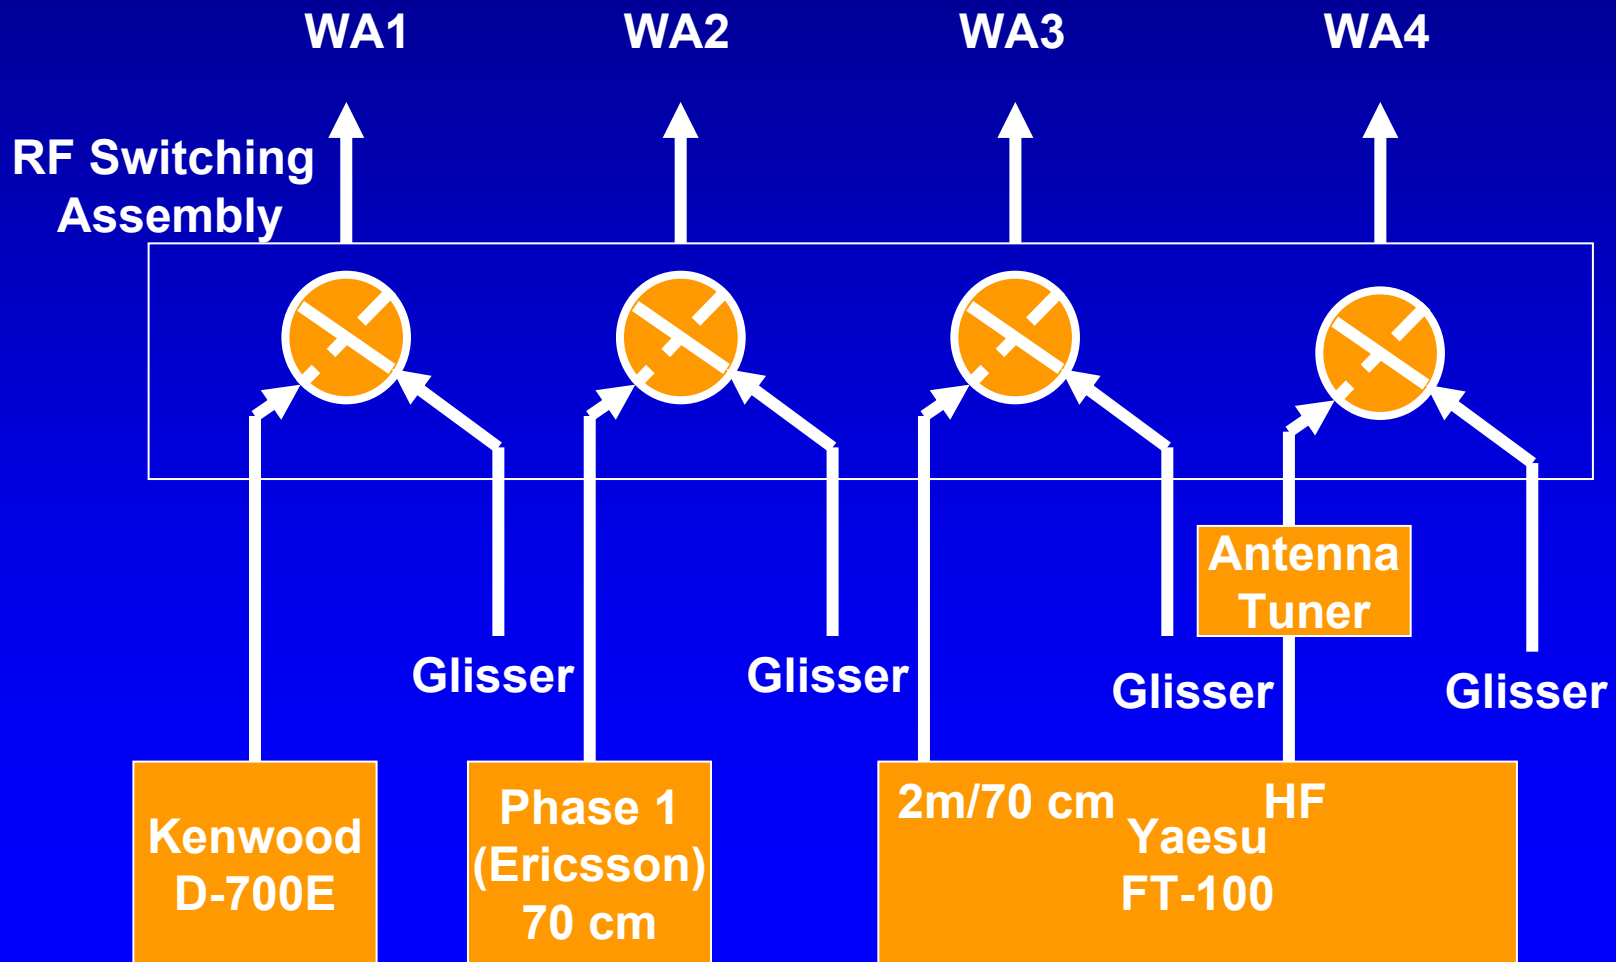 WA1 WA2 WA3 WA4
RF Switching
Assembly
Antenna
Tuner
Glisser Glisser Glisser Glisser
Kenwood
D-700E
Phase 1
(Ericsson)
70 cm
2m/70 cm HF
Yaesu
FT-100